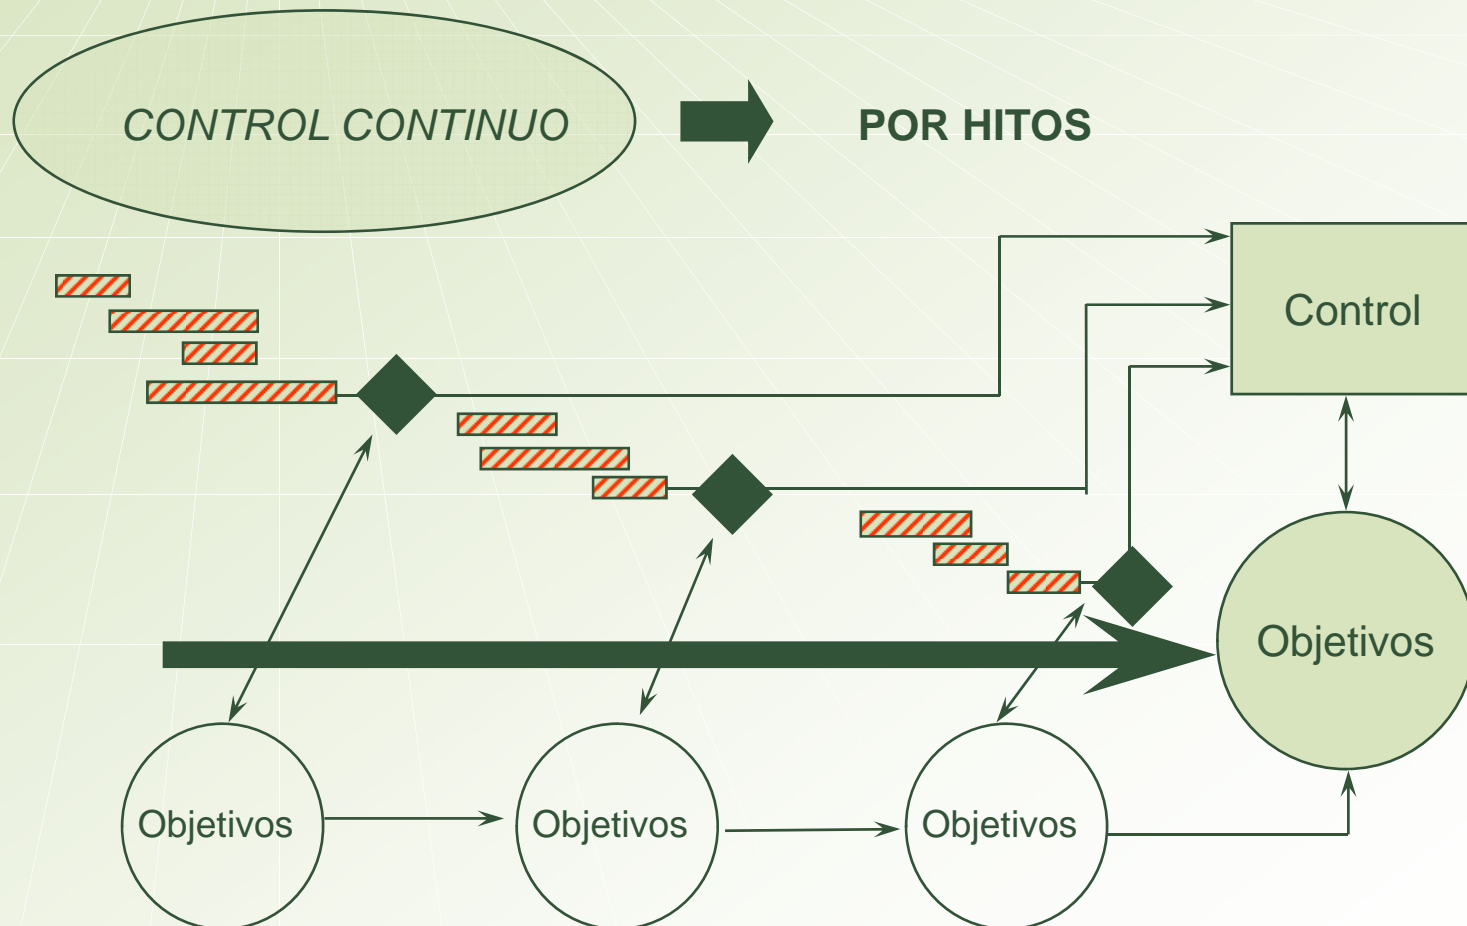 CONTROL CONTINUO
POR HITOS
Control
Objetivos
Objetivos
Objetivos
Objetivos